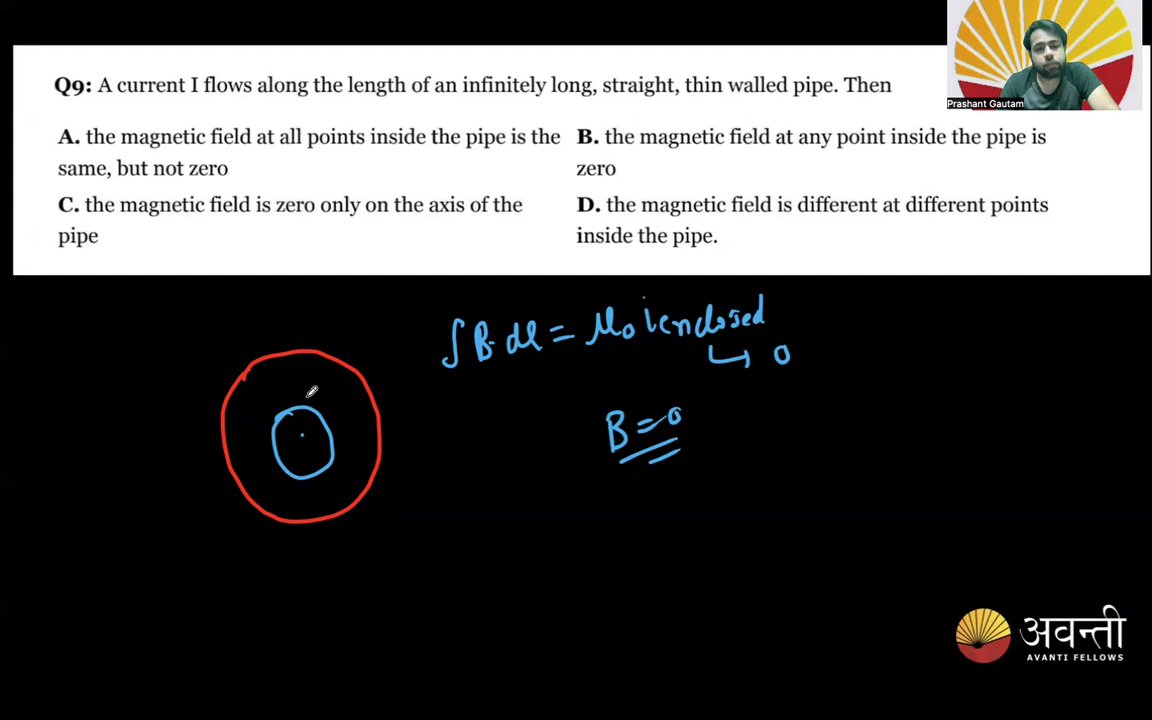 Q9: A current I flows along the length of an infinitely long, straight, thin walled pipe. Then
A. the magnetic field at all points inside the pipe is the
same, but not zero
B. the magnetic field at any point inside the pipe is
zero
C. the magnetic field is zero only on the axis of the
pipe
D. the magnetic field is different at different points
inside the pipe.
Prashant Gautam
∫B·dl = μ₀ i enclosed
↳ 0
B = 0
अवन्ती
AVANTI FELLOWS